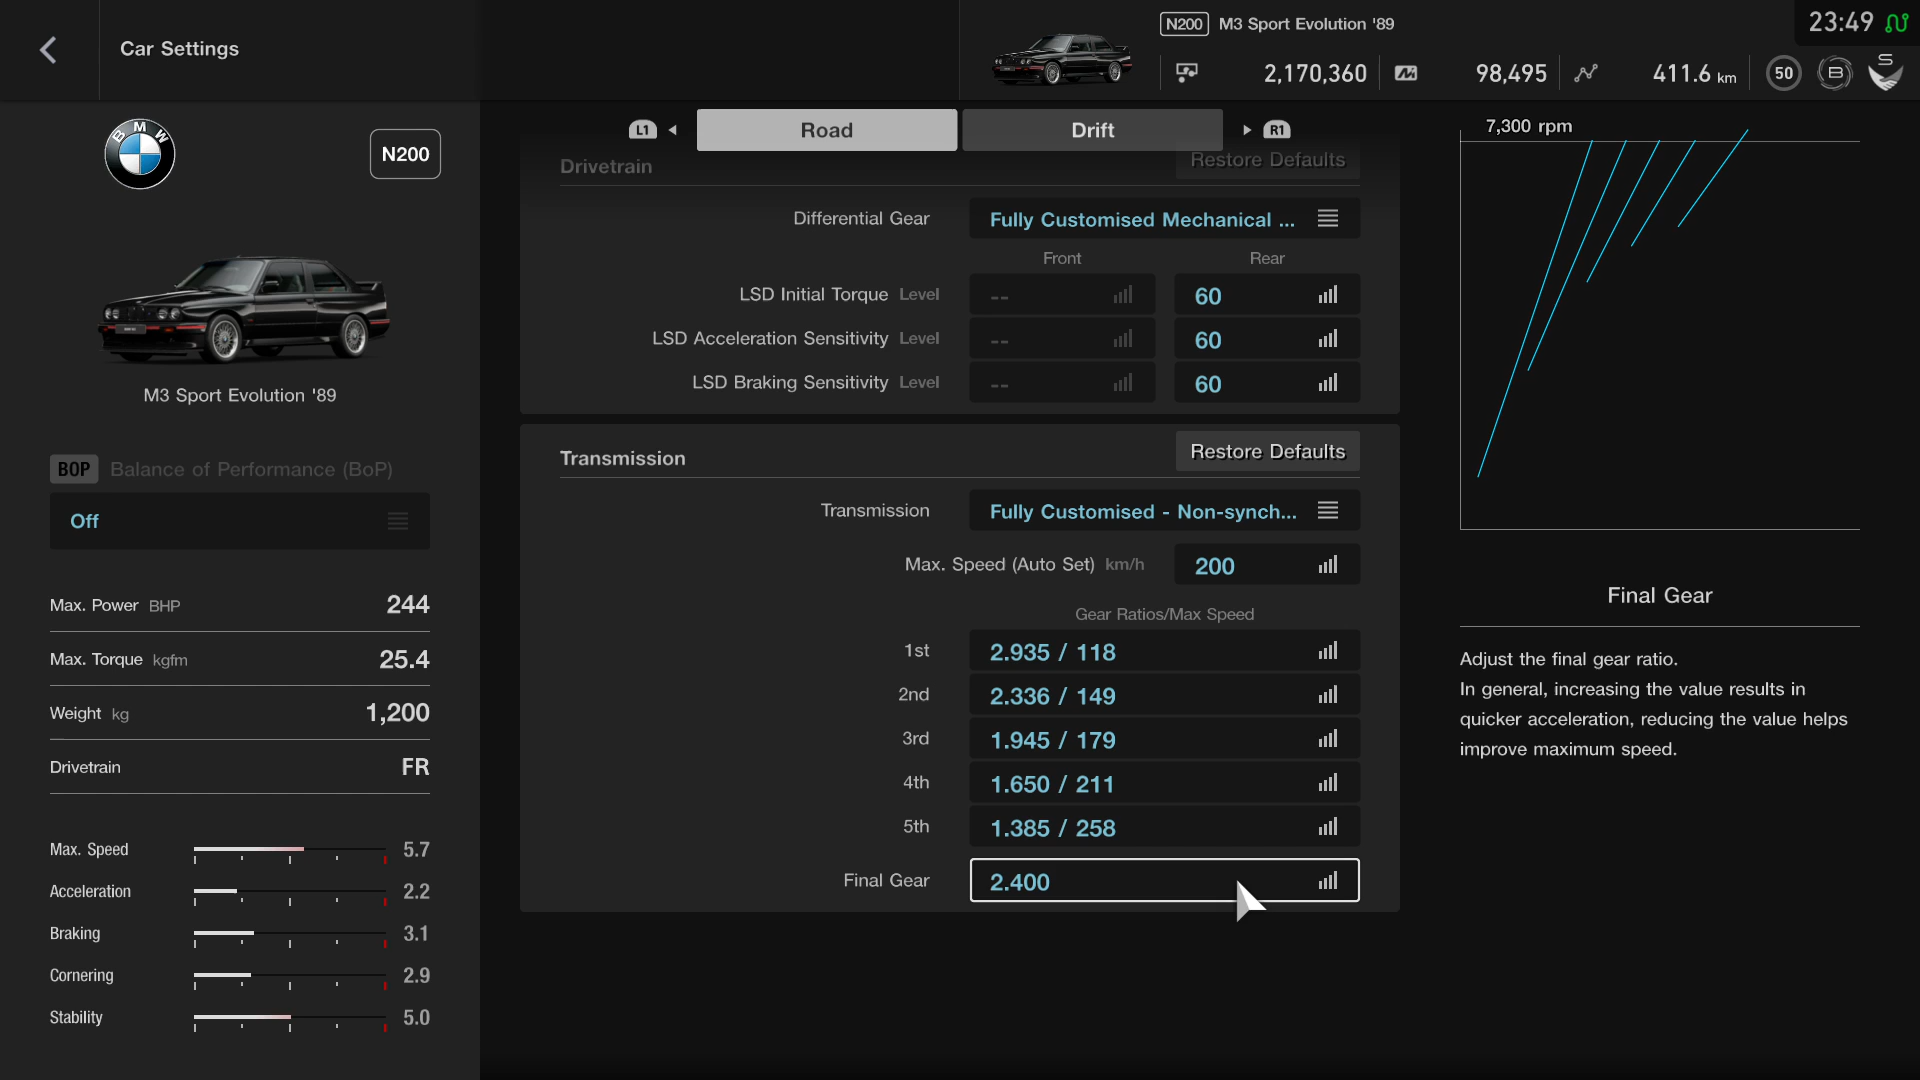 Car Settings
N200 M3 Sport Evolution '89
23:49
2,170,360
98,495
411.6 km
50
B
S
BMW
N200
M3 Sport Evolution '89
BOP Balance of Performance (BoP)
Off
Max. Power BHP 244
Max. Torque kgfm 25.4
Weight kg 1,200
Drivetrain FR
Max. Speed 5.7
Acceleration 2.2
Braking 3.1
Cornering 2.9
Stability 5.0
L1 Road Drift R1
Drivetrain Restore Defaults
Differential Gear Fully Customised Mechanical ...
Front Rear
LSD Initial Torque Level -- 60
LSD Acceleration Sensitivity Level -- 60
LSD Braking Sensitivity Level -- 60
Transmission Restore Defaults
Transmission Fully Customised - Non-synch...
Max. Speed (Auto Set) km/h 200
Gear Ratios/Max Speed
1st 2.935 / 118
2nd 2.336 / 149
3rd 1.945 / 179
4th 1.650 / 211
5th 1.385 / 258
Final Gear 2.400
7,300 rpm
Final Gear
Adjust the final gear ratio.
In general, increasing the value results in
quicker acceleration, reducing the value helps
improve maximum speed.